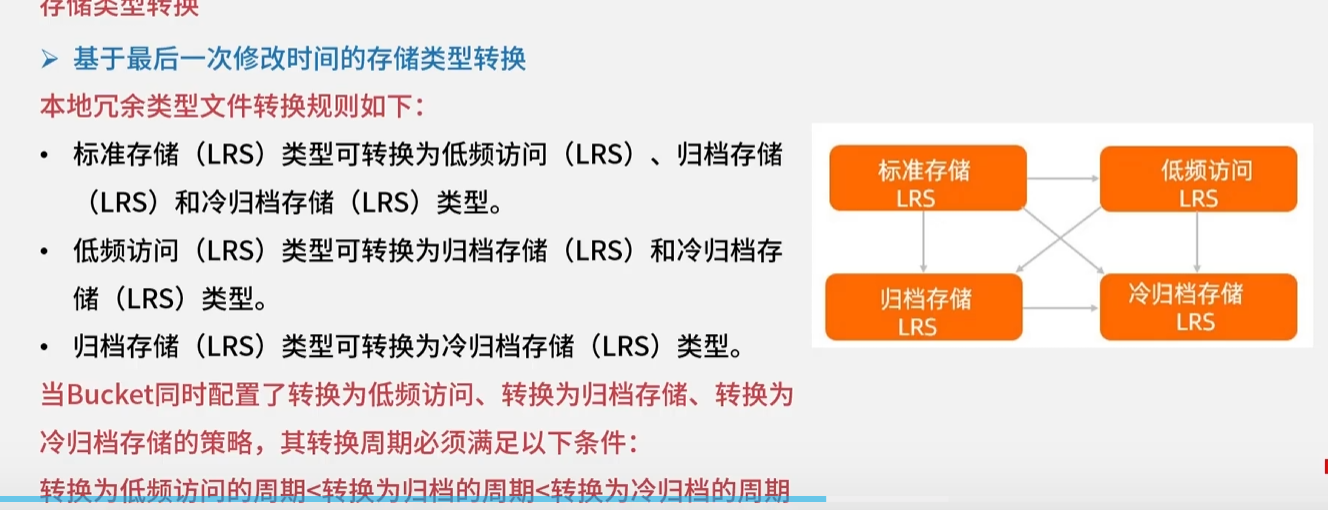 存储类型转换
➢ 基于最后一次修改时间的存储类型转换
本地冗余类型文件转换规则如下：
• 标准存储（LRS）类型可转换为低频访问（LRS）、归档存储
（LRS）和冷归档存储（LRS）类型。
• 低频访问（LRS）类型可转换为归档存储（LRS）和冷归档存
储（LRS）类型。
• 归档存储（LRS）类型可转换为冷归档存储（LRS）类型。
当Bucket同时配置了转换为低频访问、转换为归档存储、转换为
冷归档存储的策略，其转换周期必须满足以下条件：
转换为低频访问的周期<转换为归档的周期<转换为冷归档的周期
标准存储
LRS
低频访问
LRS
归档存储
LRS
冷归档存储
LRS